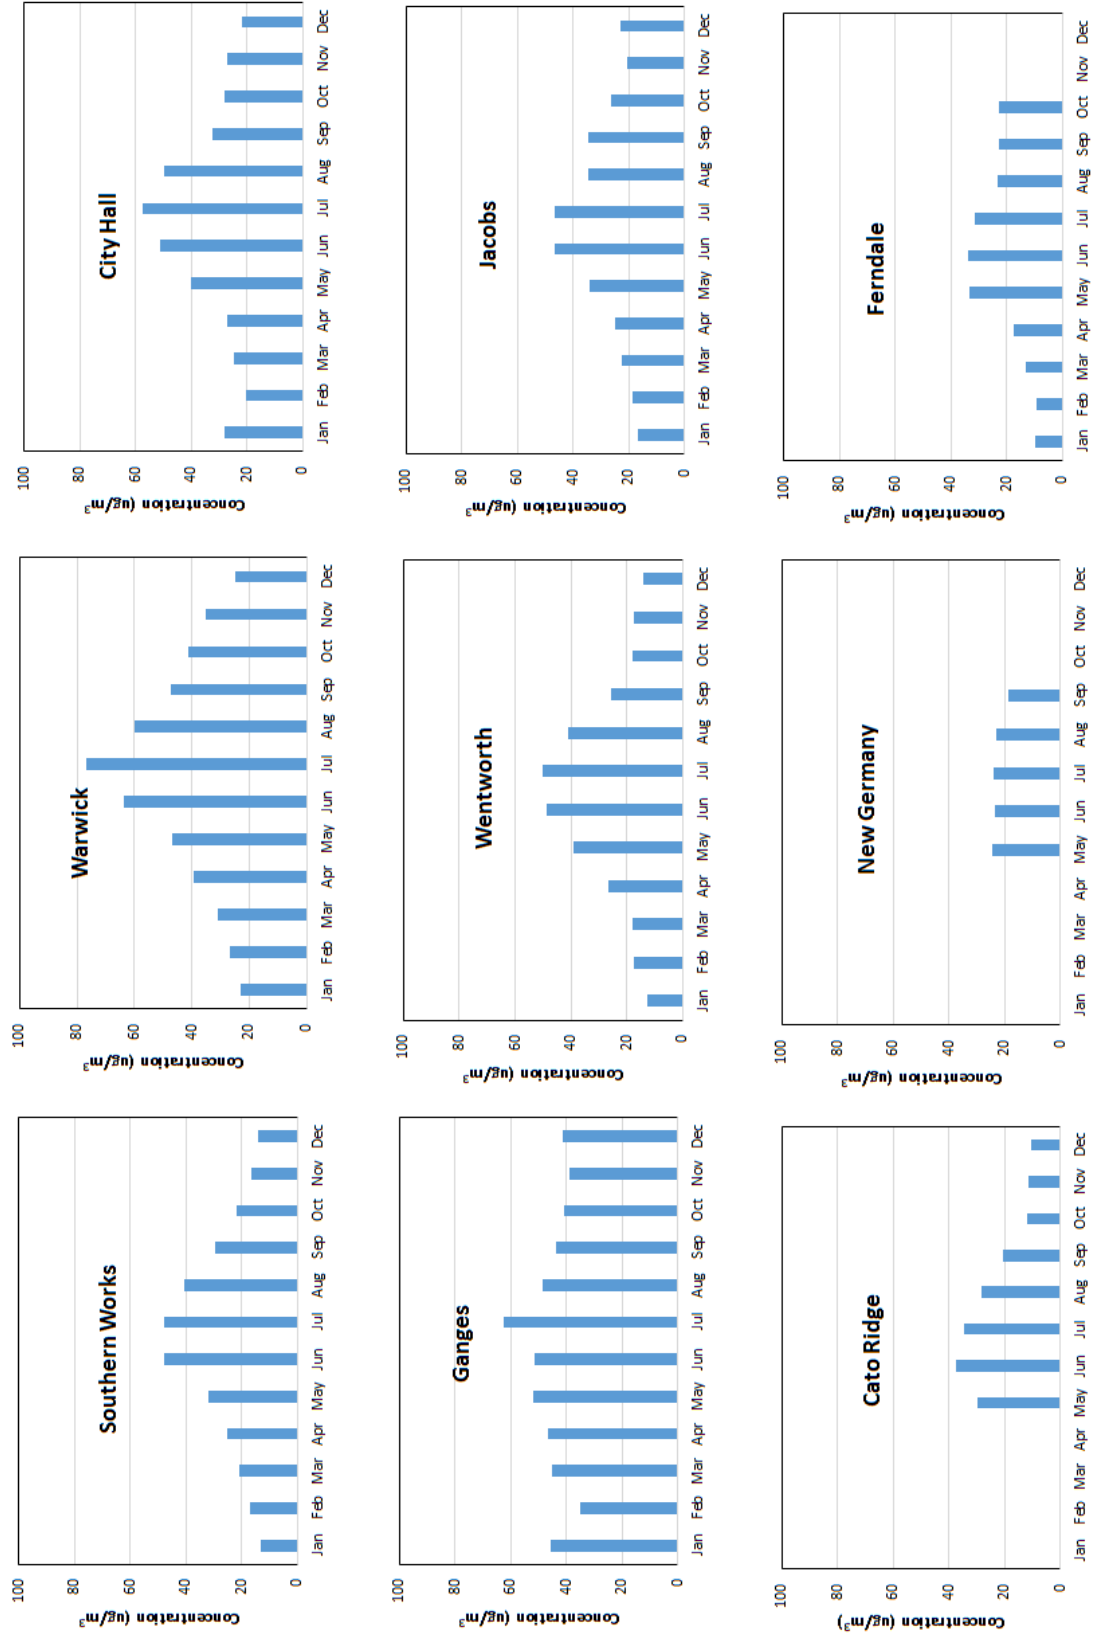 Southern Works
Concentration (ug/m³
100
80
60
40
20
0
Jan Feb Mar Apr May Jun Jul Aug Sep Oct Nov Dec
Warwick
Concentration (ug/m³
100
80
60
40
20
0
Jan Feb Mar Apr May Jun Jul Aug Sep Oct Nov Dec
City Hall
Concentration (ug/m³
100
80
60
40
20
0
Jan Feb Mar Apr May Jun Jul Aug Sep Oct Nov Dec
Ganges
Concentration (ug/m³
100
80
60
40
20
0
Jan Feb Mar Apr May Jun Jul Aug Sep Oct Nov Dec
Wentworth
Concentration (ug/m³
100
80
60
40
20
0
Jan Feb Mar Apr May Jun Jul Aug Sep Oct Nov Dec
Jacobs
Concentration (ug/m³
100
80
60
40
20
0
Jan Feb Mar Apr May Jun Jul Aug Sep Oct Nov Dec
Cato Ridge
Concentration (ug/m³)
100
80
60
40
20
0
Jan Feb Mar Apr May Jun Jul Aug Sep Oct Nov Dec
New Germany
Concentration (ug/m³
100
80
60
40
20
0
Jan Feb Mar Apr May Jun Jul Aug Sep Oct Nov Dec
Ferndale
Concentration (ug/m³
100
80
60
40
20
0
Jan Feb Mar Apr May Jun Jul Aug Sep Oct Nov Dec